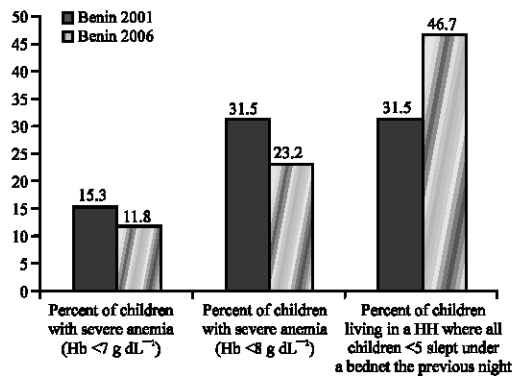 50
45
40
35
30
25
20
15
10
5
0
Benin 2001
Benin 2006
15.3
11.8
31.5
23.2
31.5
46.7
Percent of children
with severe anemia
(Hb <7 g dL⁻¹)
Percent of children
with severe anemia
(Hb <8 g dL⁻¹)
Percent of children
living in a HH where all
children <5 slept under
a bednet the previous night